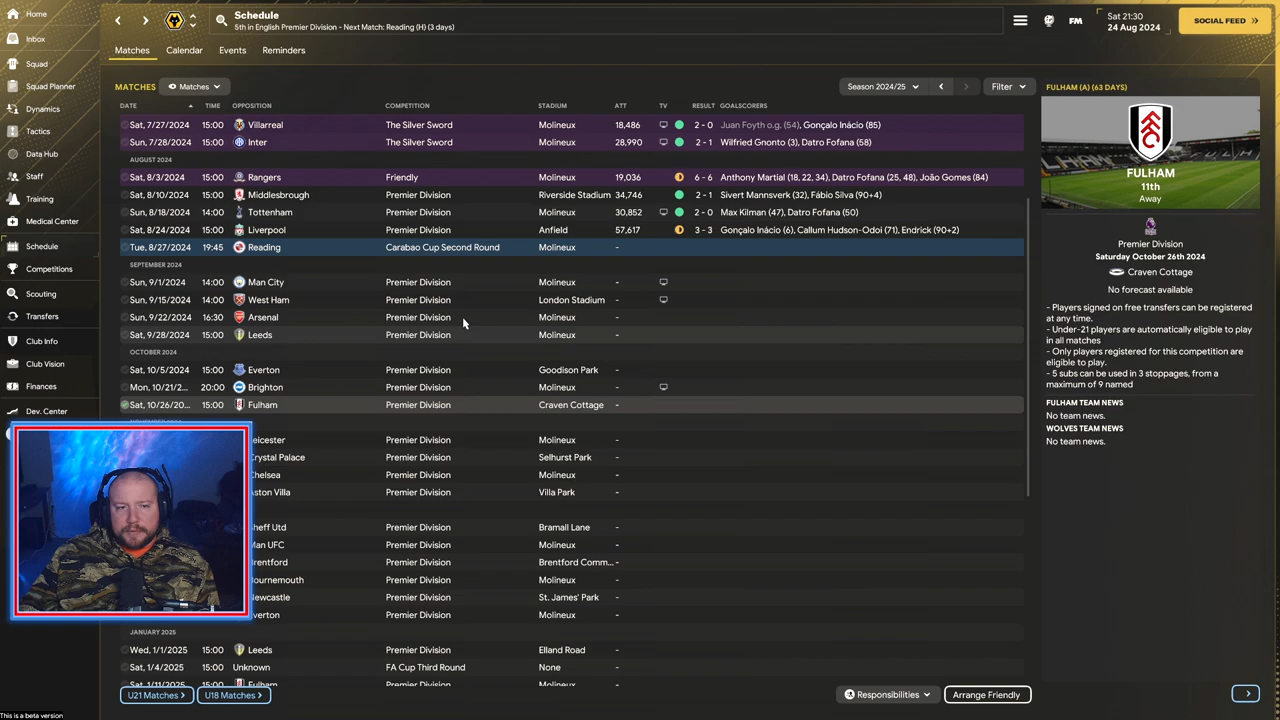 Home
Inbox
Squad
Squad Planner
Dynamics
Tactics
Data Hub
Staff
Training
Medical Center
Schedule
Competitions
Scouting
Transfers
Club Info
Club Vision
Finances
Dev. Center
Schedule
5th in English Premier Division - Next Match: Reading (H) (3 days)
FM
Sat 21:30
24 Aug 2024
SOCIAL FEED
Matches Calendar Events Reminders
MATCHES Matches Season 2024/25 Filter
DATE TIME OPPOSITION COMPETITION STADIUM ATT TV RESULT GOALSCORERS
Sat, 7/27/2024 15:00 Villarreal The Silver Sword Molineux 18,486 2 - 0 Juan Foyth o.g. (54), Gonçalo Inácio (85)
Sun, 7/28/2024 15:00 Inter The Silver Sword Molineux 28,990 2 - 1 Wilfried Gnonto (3), Datro Fofana (58)
AUGUST 2024
Sat, 8/3/2024 15:00 Rangers Friendly Molineux 19,036 6 - 6 Anthony Martial (18, 22, 34), Datro Fofana (25, 48), João Gomes (84)
Sat, 8/10/2024 15:00 Middlesbrough Premier Division Riverside Stadium 34,746 2 - 1 Sivert Mannsverk (32), Fábio Silva (90+4)
Sun, 8/18/2024 14:00 Tottenham Premier Division Molineux 30,852 2 - 0 Max Kilman (47), Datro Fofana (50)
Sat, 8/24/2024 15:00 Liverpool Premier Division Anfield 57,617 3 - 3 Gonçalo Inácio (6), Callum Hudson-Odoi (71), Endrick (90+2)
Tue, 8/27/2024 19:45 Reading Carabao Cup Second Round Molineux -
SEPTEMBER 2024
Sun, 9/1/2024 14:00 Man City Premier Division Molineux -
Sun, 9/15/2024 14:00 West Ham Premier Division London Stadium -
Sun, 9/22/2024 16:30 Arsenal Premier Division Molineux -
Sat, 9/28/2024 15:00 Leeds Premier Division Molineux -
OCTOBER 2024
Sat, 10/5/2024 15:00 Everton Premier Division Goodison Park -
Mon, 10/21/2... 20:00 Brighton Premier Division Molineux -
Sat, 10/26/20... 15:00 Fulham Premier Division Craven Cottage -
eicester Premier Division Molineux -
Crystal Palace Premier Division Selhurst Park -
Chelsea Premier Division Molineux -
Aston Villa Premier Division Villa Park -
Sheff Utd Premier Division Bramall Lane -
Man UFC Premier Division Molineux -
Brentford Premier Division Brentford Comm... -
Bournemouth Premier Division Molineux -
Newcastle Premier Division St. James' Park -
Everton Premier Division Molineux -
JANUARY 2025
Wed, 1/1/2025 15:00 Leeds Premier Division Elland Road -
Sat, 1/4/2025 15:00 Unknown FA Cup Third Round None -
Sat, 1/11/2025 15:00 Fulham Premier Division Molineux -
U21 Matches > U18 Matches > Responsibilities Arrange Friendly
FULHAM (A) (63 DAYS)
FULHAM
11th
Away
Premier Division
Saturday October 26th 2024
Craven Cottage
No forecast available
- Players signed on free transfers can be registered
at any time.
- Under-21 players are automatically eligible to play
in all matches
- Only players registered for this competition are
eligible to play.
- 5 subs can be used in 3 stoppages, from a
maximum of 9 named
FULHAM TEAM NEWS
No team news.
WOLVES TEAM NEWS
No team news.
This is a beta version